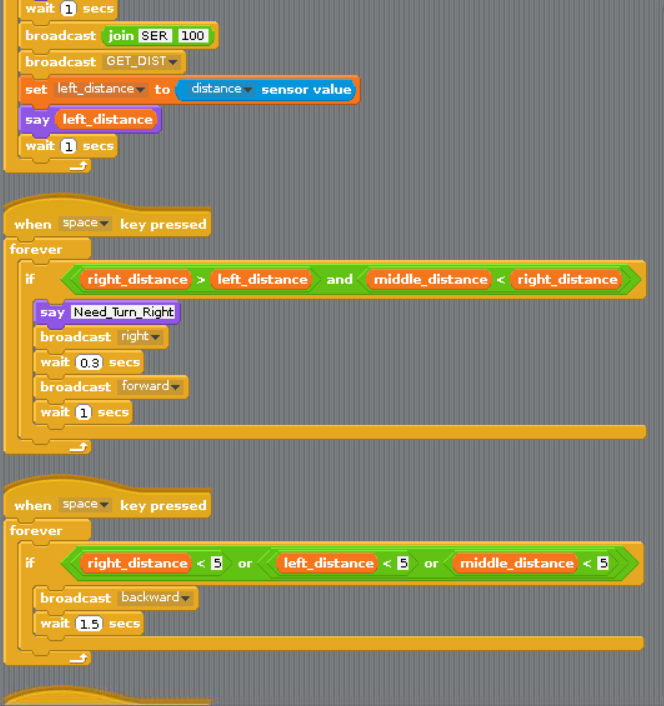 wait 1 secs
broadcast join SER 100
broadcast GET_DIST
set left_distance to distance sensor value
say left_distance
wait 1 secs
when space key pressed
forever
if right_distance > left_distance and middle_distance < right_distance
say Need_Turn_Right
broadcast right
wait 0.3 secs
broadcast forward
wait 1 secs
when space key pressed
forever
if right_distance < 5 or left_distance < 5 or middle_distance < 5
broadcast backward
wait 1.5 secs